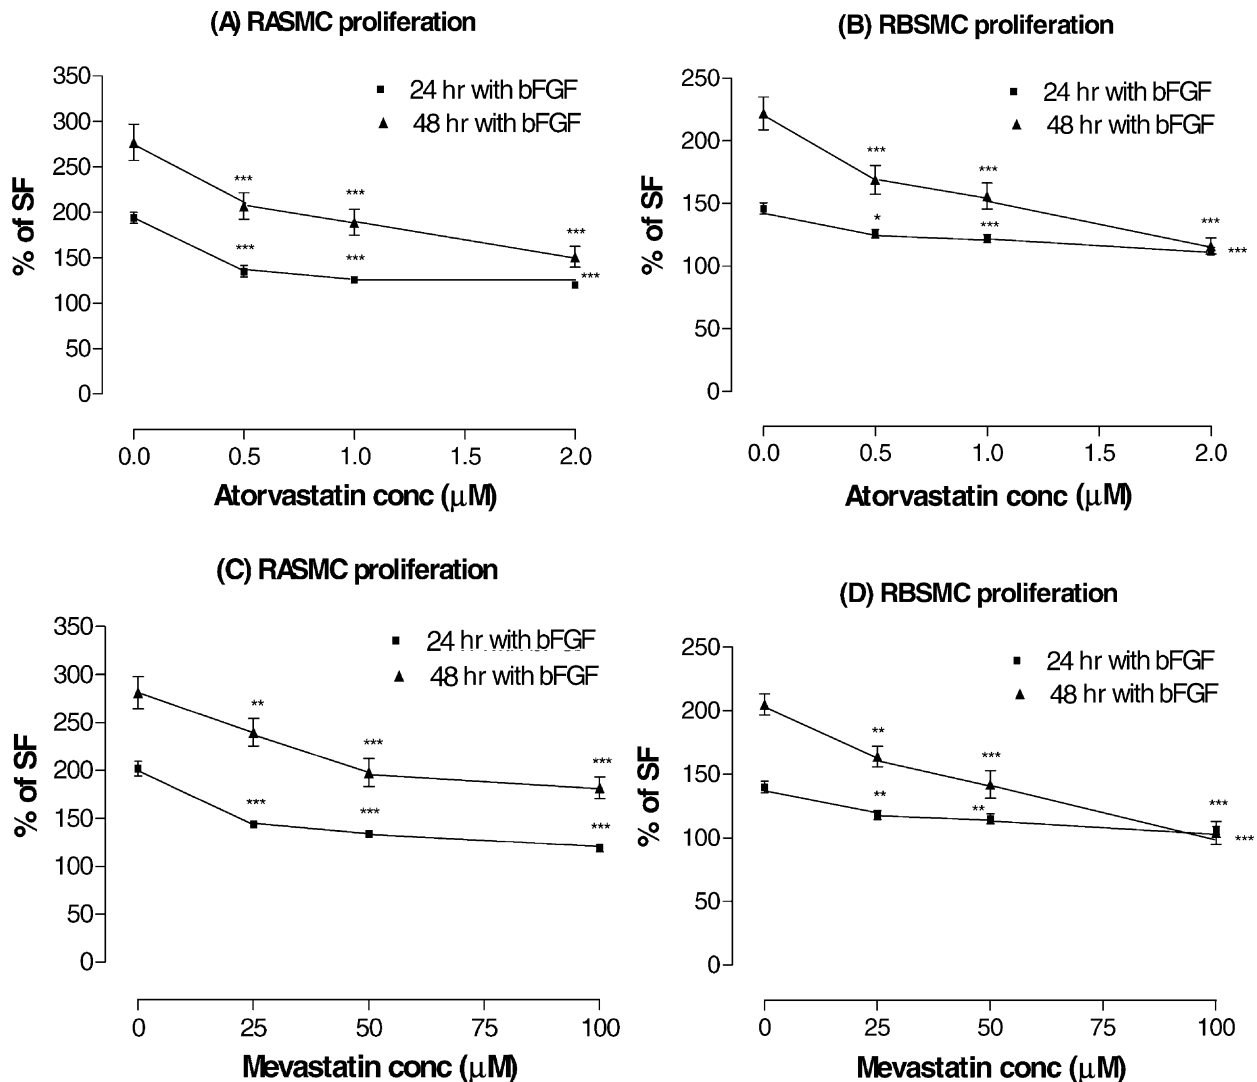 (A) RASMC proliferation
350
300
250
200
150
100
50
0
% of SF
24 hr with bFGF
48 hr with bFGF
***
***
***
***
***
***
0.0 0.5 1.0 1.5 2.0
Atorvastatin conc (μM)
(B) RBSMC proliferation
250
200
150
100
50
0
% of SF
24 hr with bFGF
48 hr with bFGF
***
***
*
***
***
***
0.0 0.5 1.0 1.5 2.0
Atorvastatin conc (μM)
(C) RASMC proliferation
350
300
250
200
150
100
50
0
% of SF
24 hr with bFGF
48 hr with bFGF
**
***
***
***
***
***
0 25 50 75 100
Mevastatin conc (μM)
(D) RBSMC proliferation
250
200
150
100
50
0
% of SF
24 hr with bFGF
48 hr with bFGF
**
***
**
**
***
***
0 25 50 75 100
Mevastatin conc (μM)